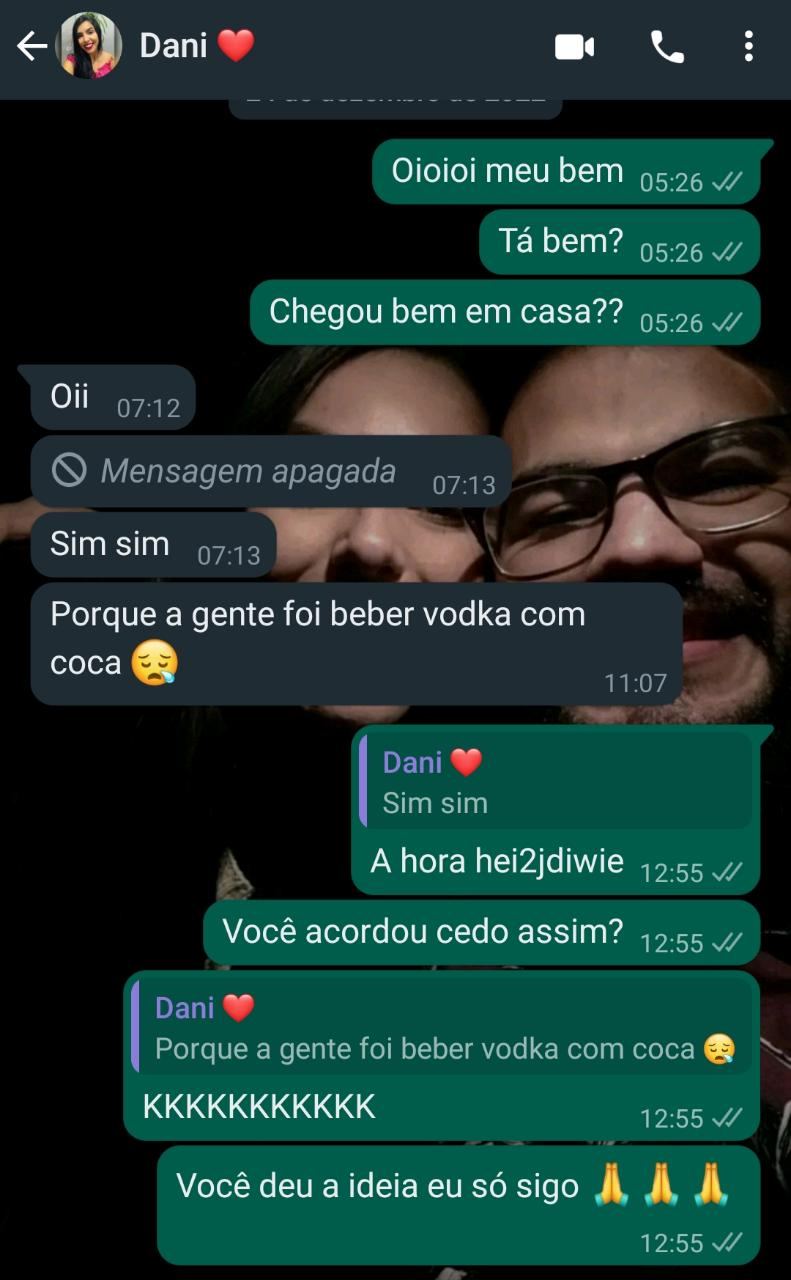 Dani ❤️
Oioioi meu bem 05:26
Tá bem? 05:26
Chegou bem em casa?? 05:26
Oii 07:12
Mensagem apagada 07:13
Sim sim 07:13
Porque a gente foi beber vodka com
coca 😪
11:07
Dani ❤️
Sim sim
A hora hei2jdiwie 12:55
Você acordou cedo assim? 12:55
Dani ❤️
Porque a gente foi beber vodka com coca 😪
KKKKKKKKKKK 12:55
Você deu a ideia eu só sigo 🙏 🙏 🙏
12:55